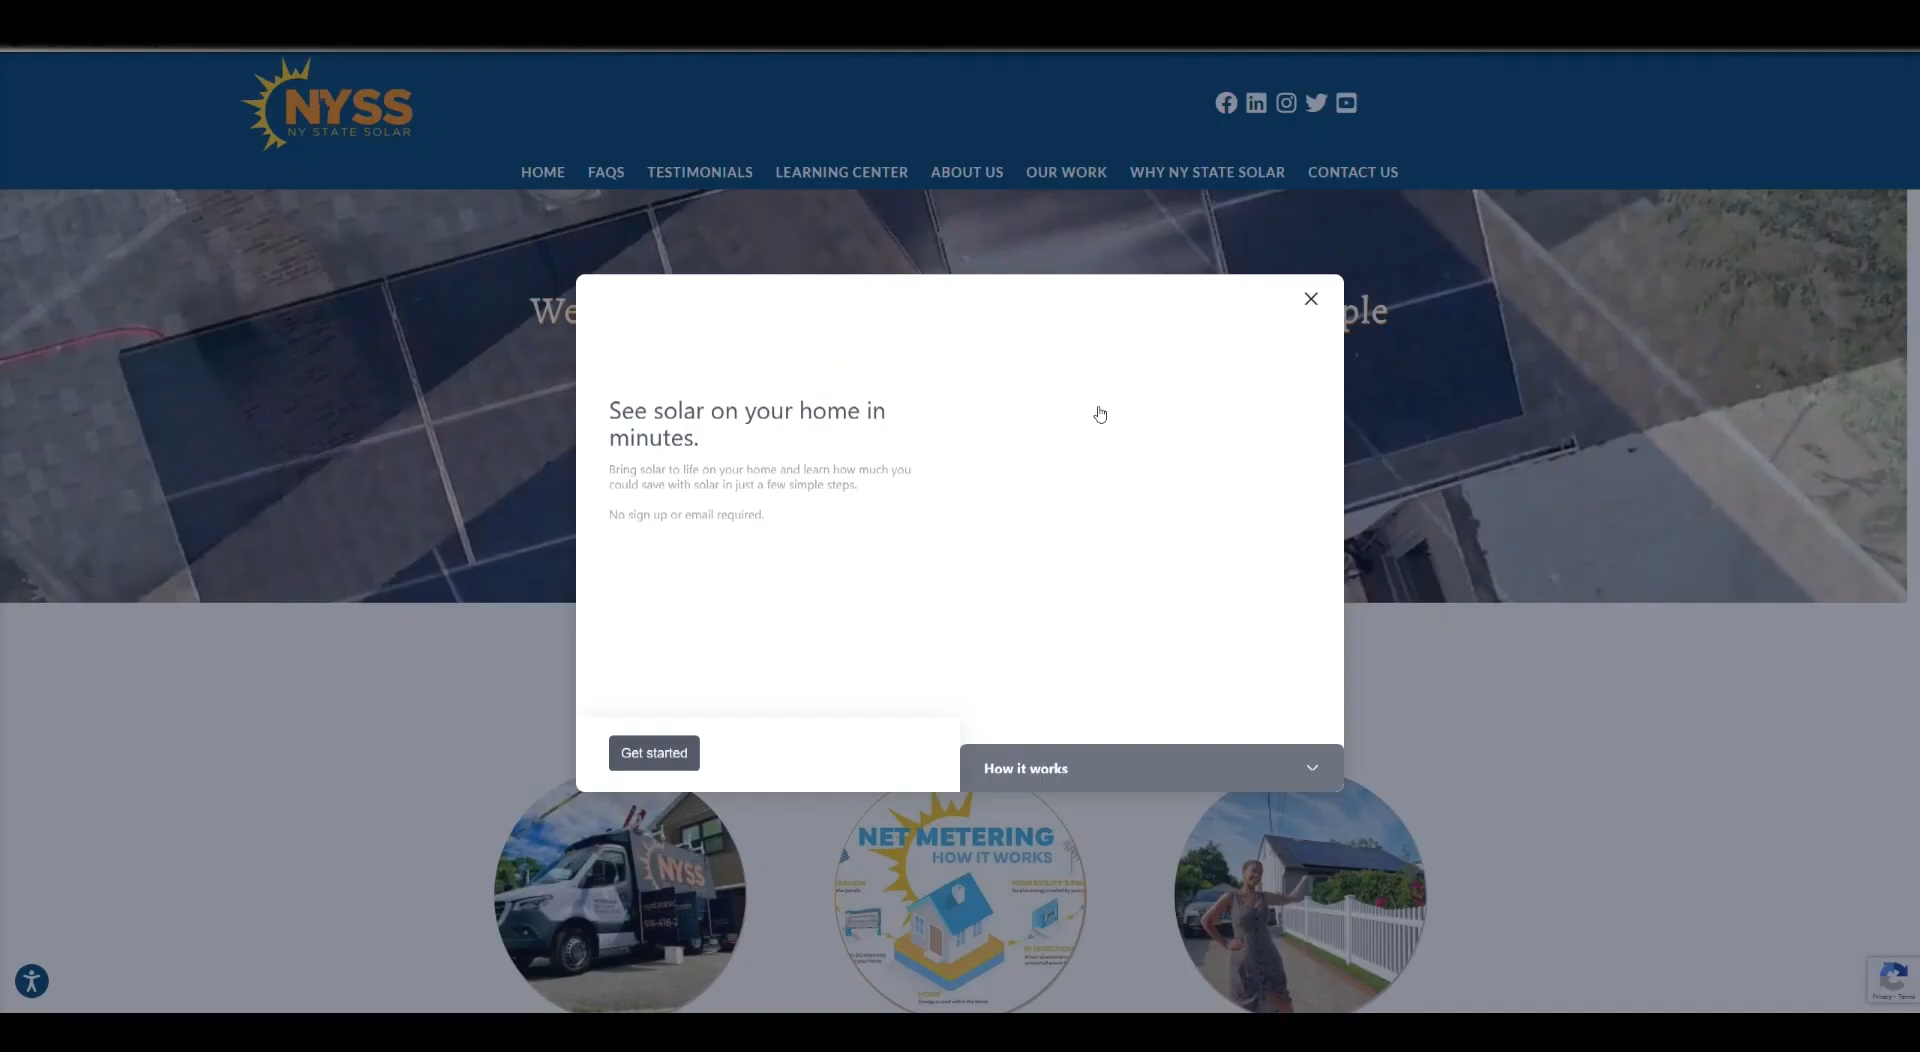 NYSS
NY STATE SOLAR
HOME FAQS TESTIMONIALS LEARNING CENTER ABOUT US OUR WORK WHY NY STATE SOLAR CONTACT US
We
ple
See solar on your home in
minutes.
Bring solar to life on your home and learn how much you
could save with solar in just a few simple steps.
No sign up or email required.
Get started
How it works
NYSS
NET METERING
HOW IT WORKS
Privacy - Terms